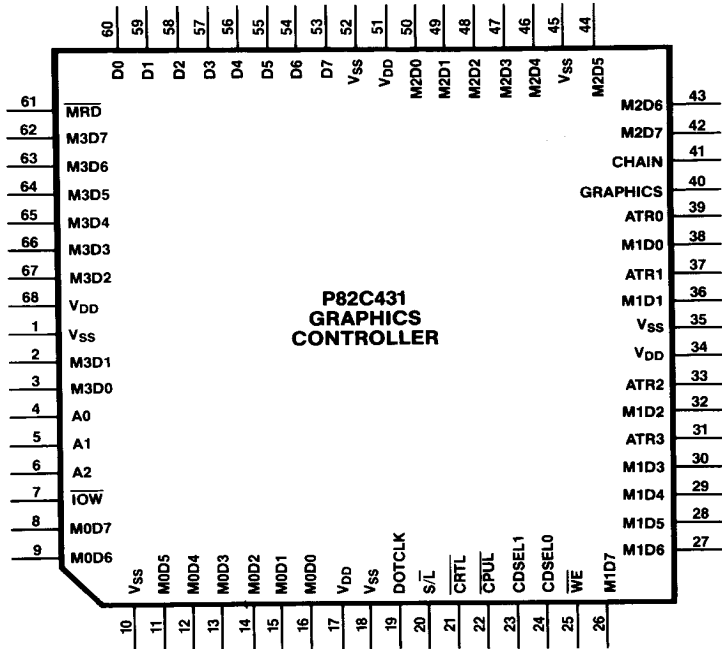 60 59 58 57 56 55 54 53 52 51 50 49 48 47 46 45 44
D0 D1 D2 D3 D4 D5 D6 D7 VSS VDD M2D0 M2D1 M2D2 M2D3 M2D4 VSS M2D5
61 MRD
62 M3D7
63 M3D6
64 M3D5
65 M3D4
66 M3D3
67 M3D2
68 VDD
1 VSS
2 M3D1
3 M3D0
4 A0
5 A1
6 A2
7 IOW
8 M0D7
9 M0D6
P82C431
GRAPHICS
CONTROLLER
M2D6 43
M2D7 42
CHAIN 41
GRAPHICS 40
ATR0 39
M1D0 38
ATR1 37
M1D1 36
VSS 35
VDD 34
ATR2 33
M1D2 32
ATR3 31
M1D3 30
M1D4 29
M1D5 28
M1D6 27
VSS M0D5 M0D4 M0D3 M0D2 M0D1 M0D0 VDD VSS DOTCLK S/L CRTL CPUL CDSEL1 CDSEL0 WE M1D7
10 11 12 13 14 15 16 17 18 19 20 21 22 23 24 25 26